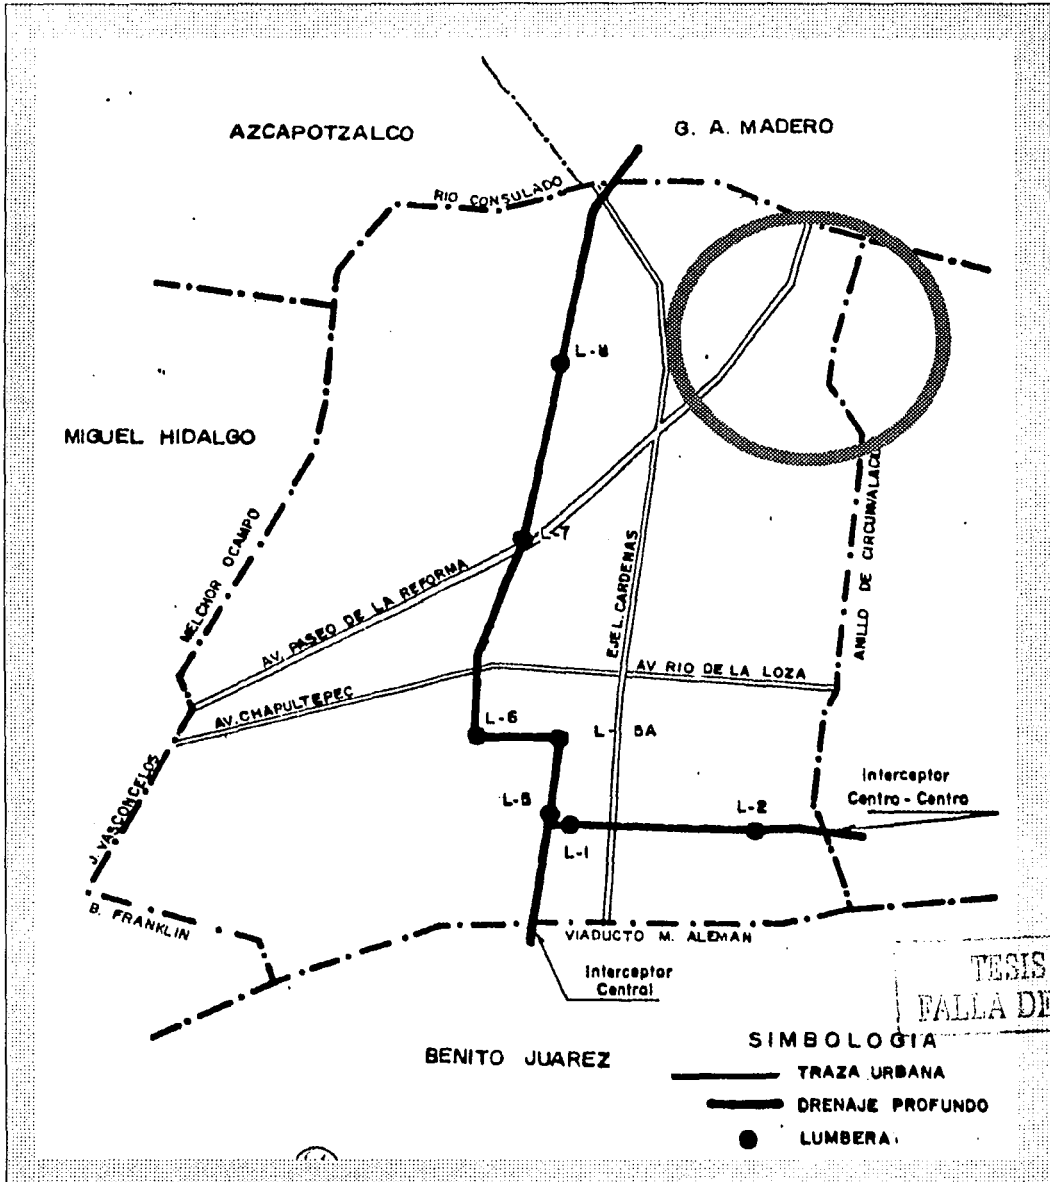 AZCAPOTZALCO
G. A. MADERO
RIO CONSULADO
L-8
MIGUEL HIDALGO
MELCHOR OCAMPO
L-7
AV. PASEO DE LA REFORMA
EJE L. CARDENAS
ANILLO DE CIRCUNVALACI
AV. CHAPULTEPEC
AV RIO DE LA LOZA
L-6
L- 5A
J. VASCONCELOS
Interceptor
Centro - Centro
L-5
L-2
L-1
B. FRANKLIN
VIADUCTO M. ALEMAN
Interceptor
Central
TESIS
FALLA DE
BENITO JUAREZ
SIMBOLOGIA
TRAZA URBANA
DRENAJE PROFUNDO
LUMBERA